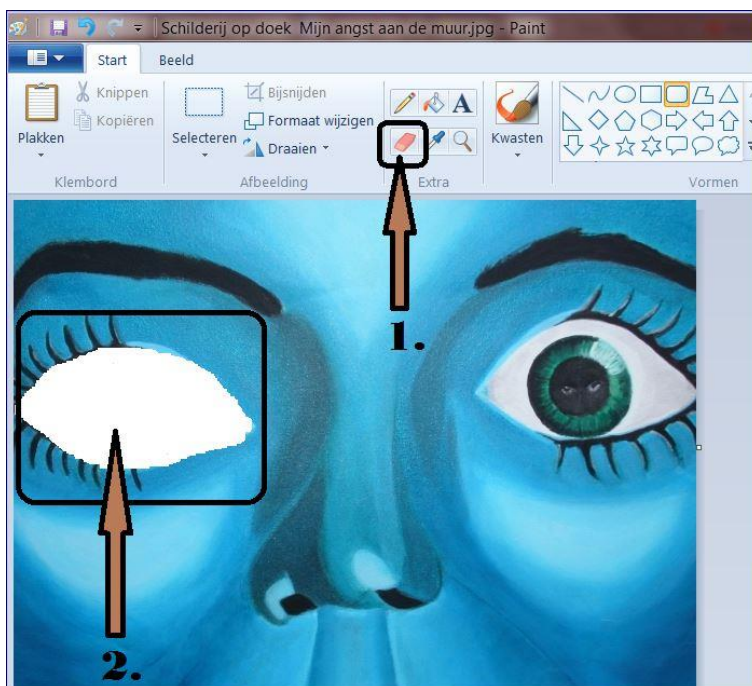 Schilderij op doek Mijn angst aan de muur.jpg - Paint
Start Beeld
Plakken
Knippen
Kopiëren
Klembord
Selecteren
Bijsnijden
Formaat wijzigen
Draaien
Afbeelding
A
Extra
Kwasten
Vormen
1.
2.